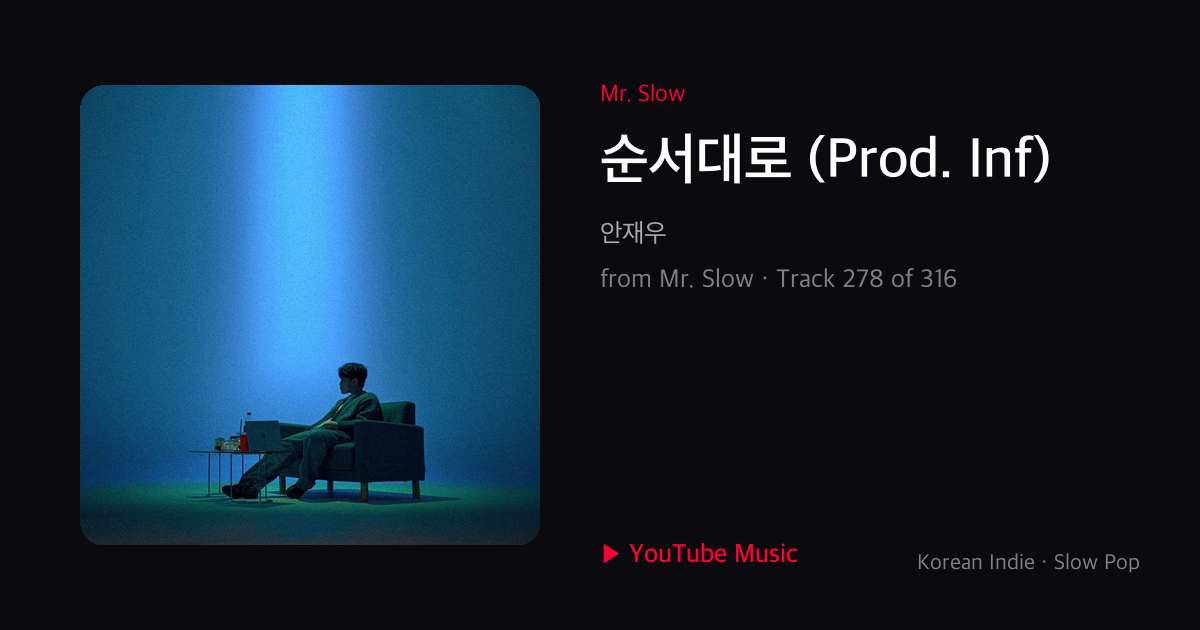 Mr. Slow
순서대로 (Prod. Inf)
안재우
from Mr. Slow · Track 278 of 316
▶ YouTube Music
Korean Indie · Slow Pop